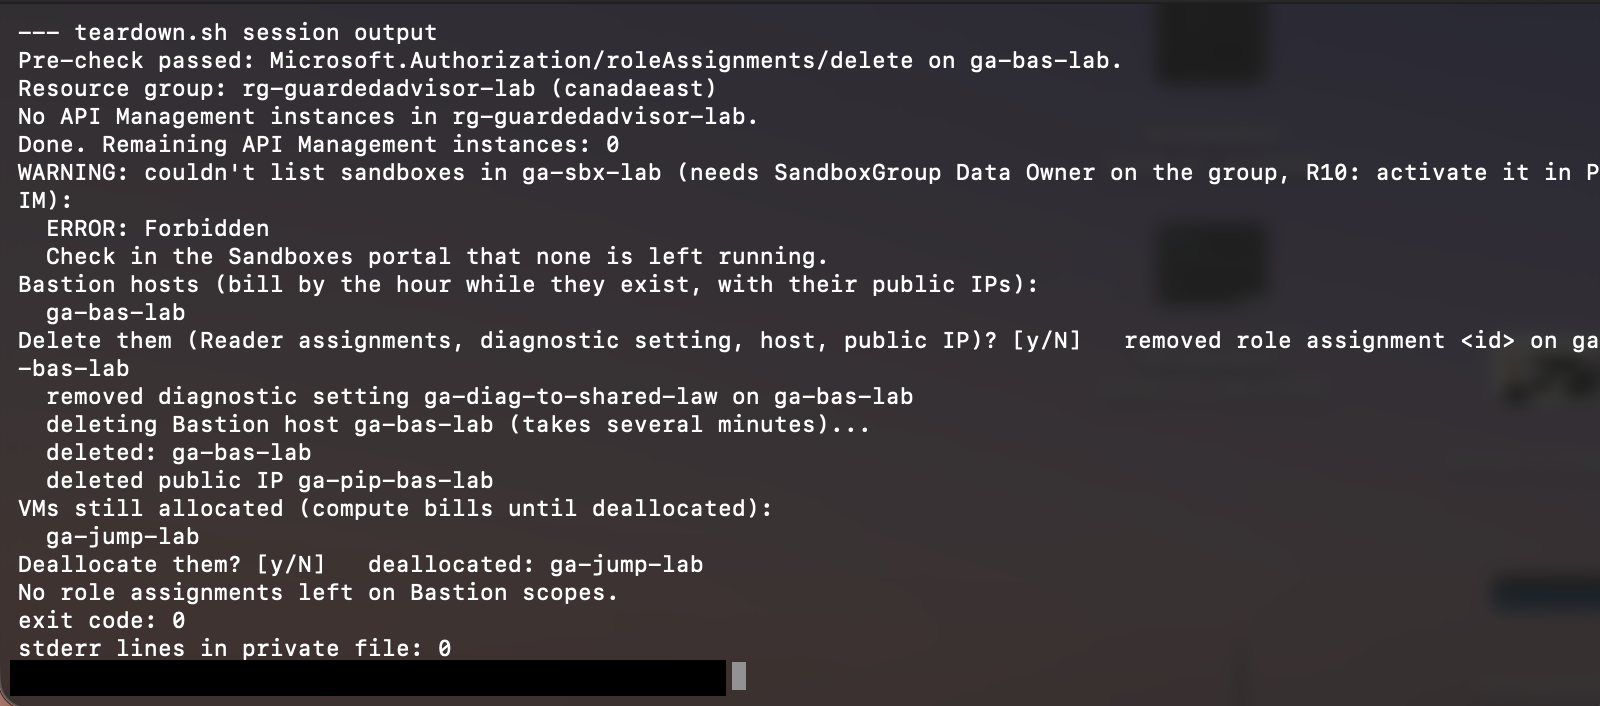 --- teardown.sh session output
Pre-check passed: Microsoft.Authorization/roleAssignments/delete on ga-bas-lab.
Resource group: rg-guardedadvisor-lab (canadaeast)
No API Management instances in rg-guardedadvisor-lab.
Done. Remaining API Management instances: 0
WARNING: couldn't list sandboxes in ga-sbx-lab (needs SandboxGroup Data Owner on the group, R10: activate it in P
IM):
  ERROR: Forbidden
  Check in the Sandboxes portal that none is left running.
Bastion hosts (bill by the hour while they exist, with their public IPs):
  ga-bas-lab
Delete them (Reader assignments, diagnostic setting, host, public IP)? [y/N]   removed role assignment <id> on ga
-bas-lab
  removed diagnostic setting ga-diag-to-shared-law on ga-bas-lab
  deleting Bastion host ga-bas-lab (takes several minutes)...
  deleted: ga-bas-lab
  deleted public IP ga-pip-bas-lab
VMs still allocated (compute bills until deallocated):
  ga-jump-lab
Deallocate them? [y/N]   deallocated: ga-jump-lab
No role assignments left on Bastion scopes.
exit code: 0
stderr lines in private file: 0